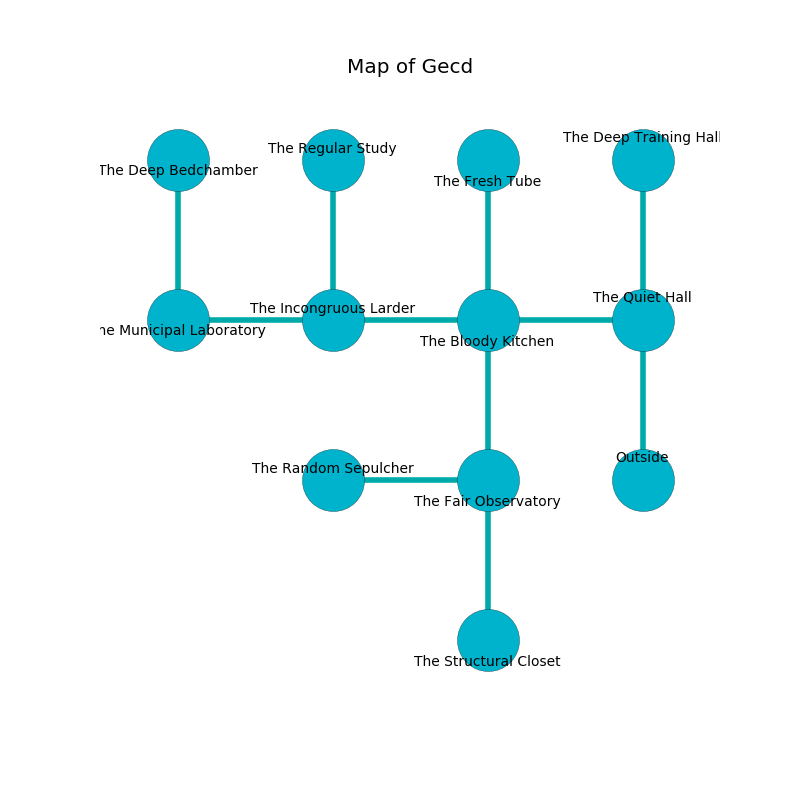 Map of Gecd
The Deep Training Hall
The Regular Study
The Deep Bedchamber
The Fresh Tube
The Quiet Hall
The Incongruous Larder
Municipal Laboratory
The Bloody Kitchen
Outside
The Random Sepulcher
The Fair Observatory
The Structural Closet